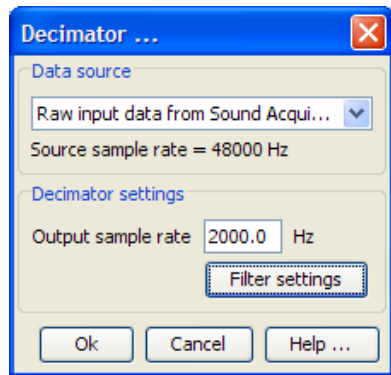 Decimator ...
Data source
Raw input data from Sound Acqui...
Source sample rate = 48000 Hz
Decimator settings
Output sample rate 2000.0 Hz
Filter settings
Ok Cancel Help ...